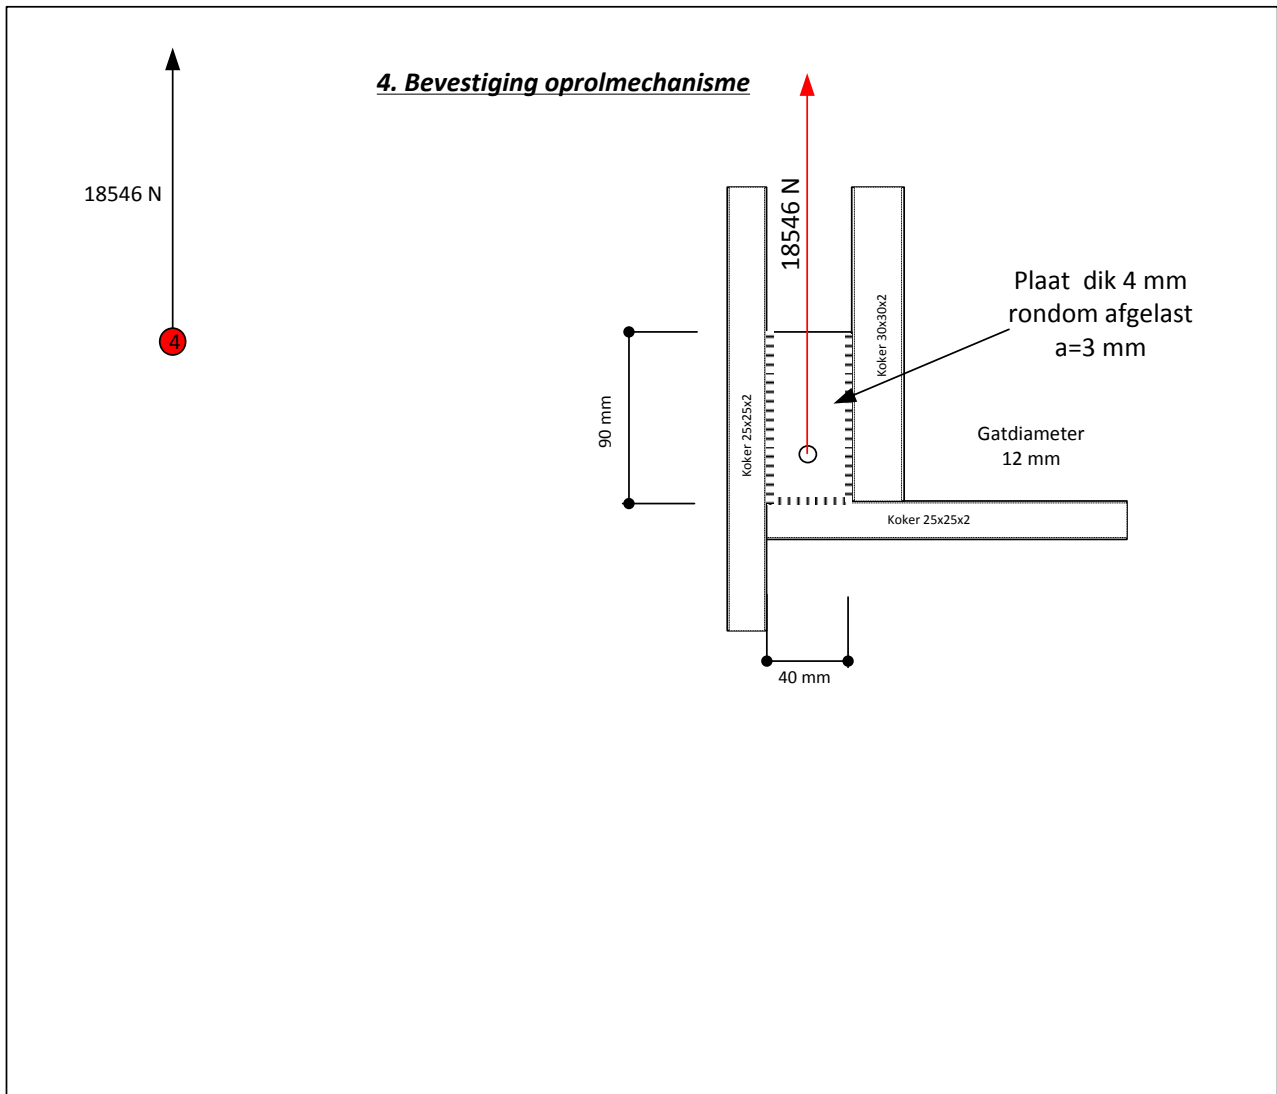 4. Bevestiging oprolmechanisme
18546 N
4
18546 N
Plaat dik 4 mm
rondom afgelast
a=3 mm
Koker 30x30x2
Koker 25x25x2
90 mm
Gatdiameter
12 mm
Koker 25x25x2
40 mm